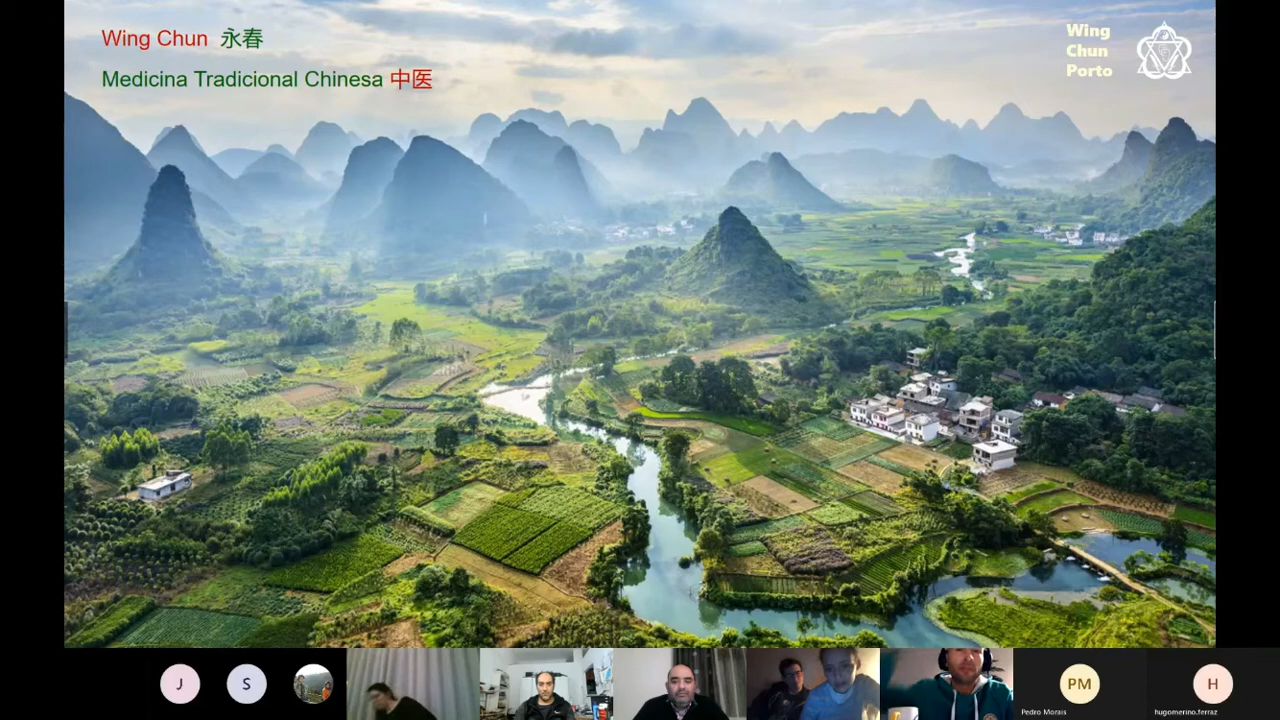 Wing Chun 永春
Medicina Tradicional Chinesa 中医
Wing
Chun
Porto
J
S
PM
Pedro Morais
H
hugomerino.ferraz